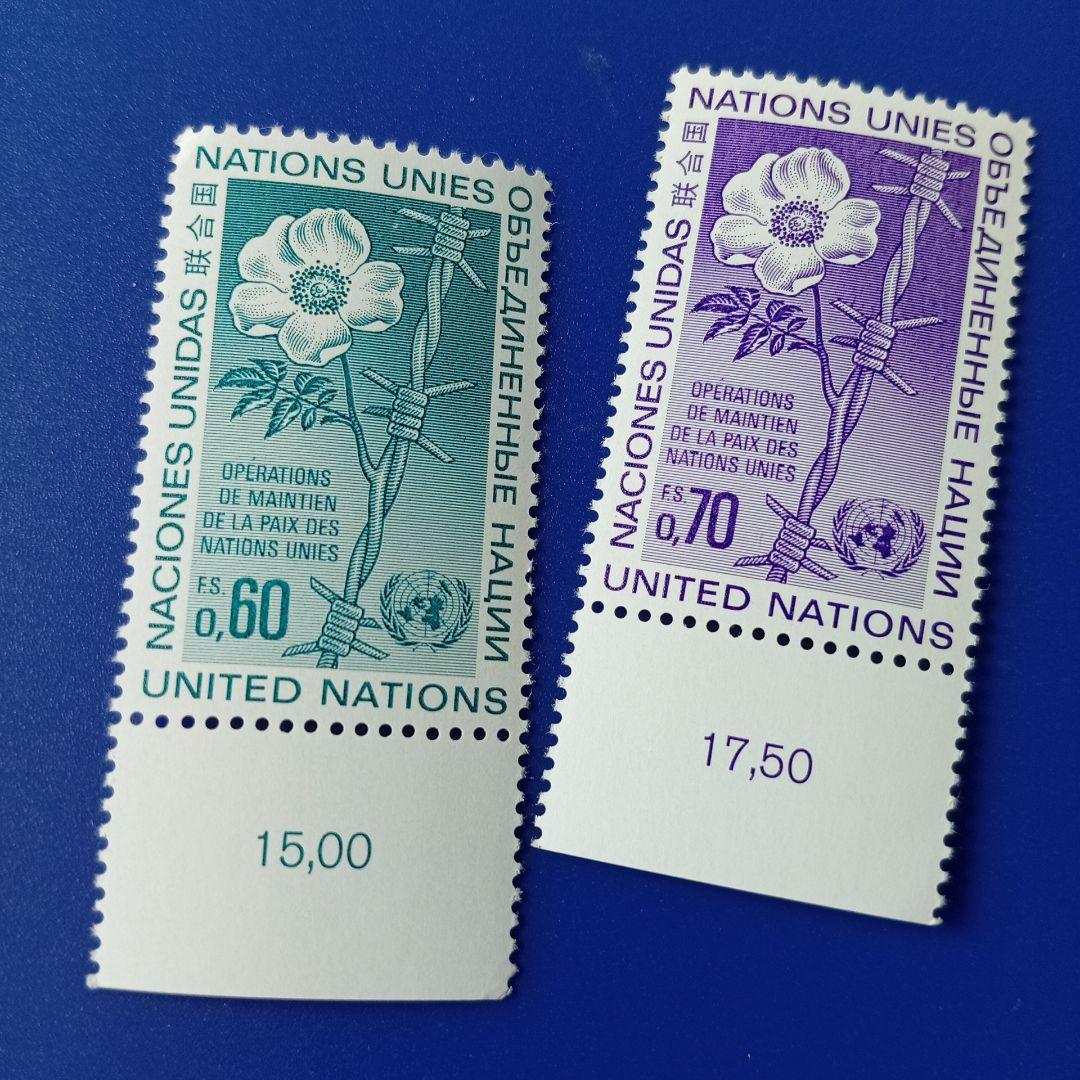 NATIONS UNIES
ОБЪЕДИНЕННЫЕ НАЦИИ
NACIONES UNIDAS 联合国
OPÉRATIONS
DE MAINTIEN
DE LA PAIX DES
NATIONS UNIES
F.S.
0,60
UNITED NATIONS
15,00
NATIONS UNIES
ОБЪЕДИНЕННЫЕ НАЦИИ
NACIONES UNIDAS 联合国
OPÉRATIONS
DE MAINTIEN
DE LA PAIX DES
NATIONS UNIES
F.S.
0,70
UNITED NATIONS
17,50